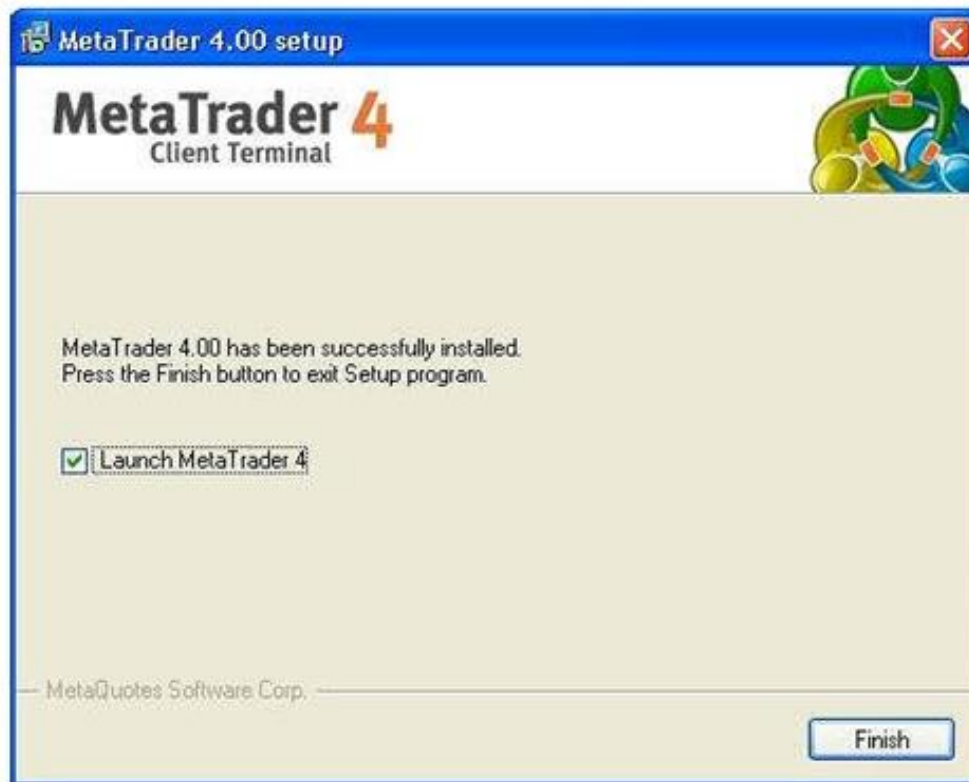 MetaTrader 4.00 setup
MetaTrader 4
Client Terminal
MetaTrader 4.00 has been successfully installed.
Press the Finish button to exit Setup program.
Launch MetaTrader 4
MetaQuotes Software Corp.
Finish